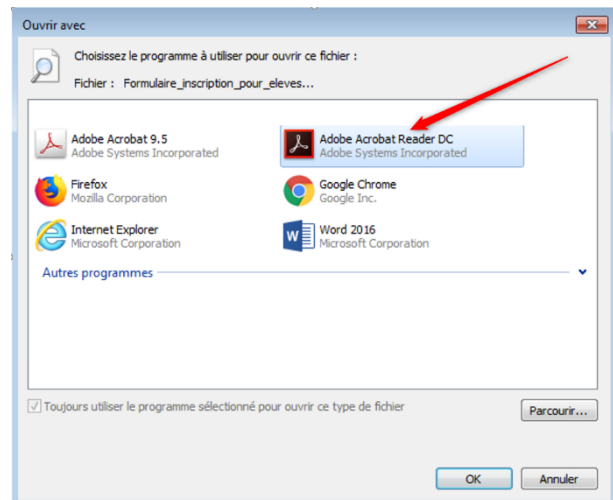 Ouvrir avec
Choisissez le programme à utiliser pour ouvrir ce fichier :
Fichier : Formulaire_inscription_pour_eleves...
Adobe Acrobat 9.5
Adobe Systems Incorporated
Adobe Acrobat Reader DC
Adobe Systems Incorporated
Firefox
Mozilla Corporation
Google Chrome
Google Inc.
Internet Explorer
Microsoft Corporation
Word 2016
Microsoft Corporation
Autres programmes
Toujours utiliser le programme sélectionné pour ouvrir ce type de fichier
Parcourir...
OK
Annuler